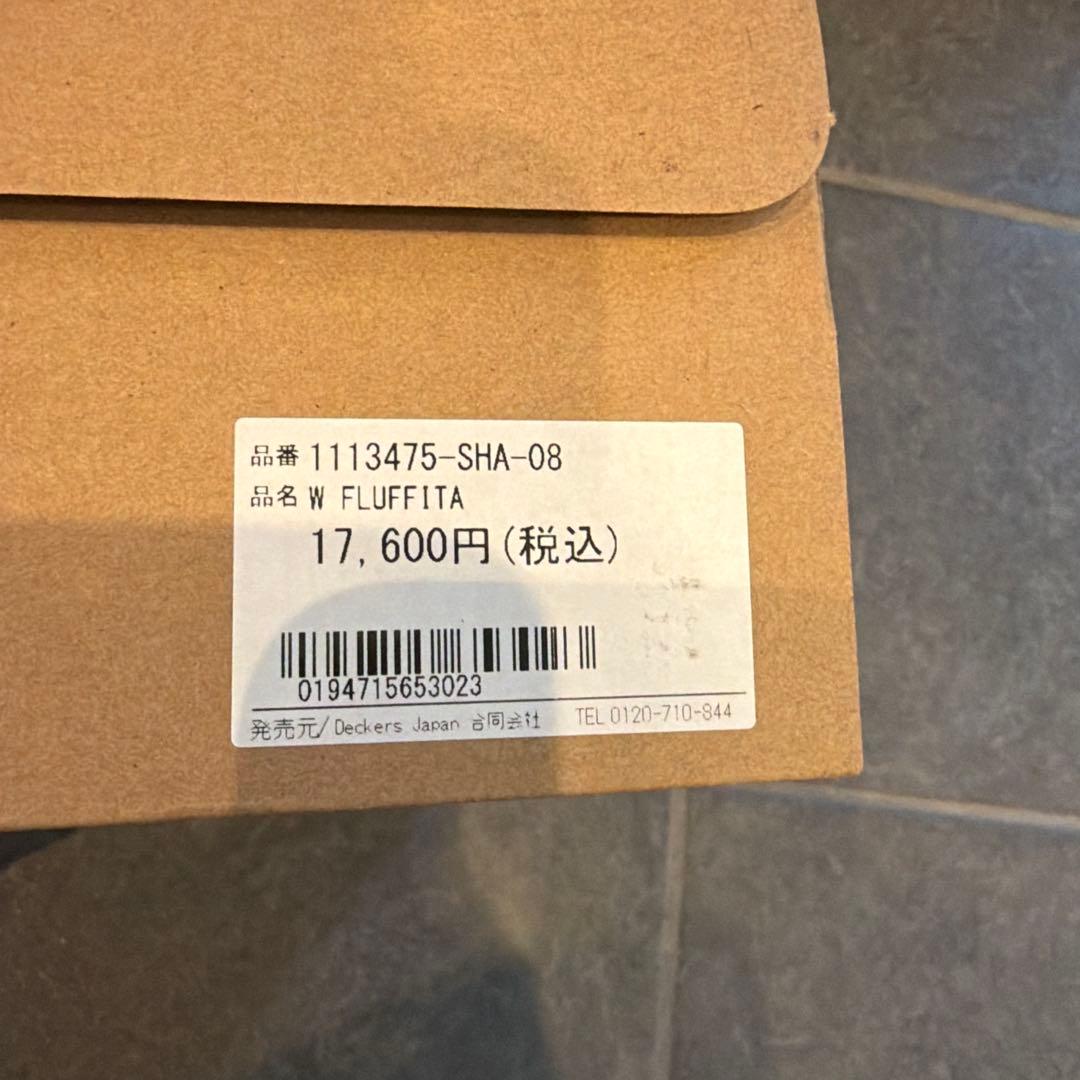 品番 1113475-SHA-08
品名 W FLUFFITA
17,600円(税込)
0194715653023
発売元/Deckers Japan 合同会社 TEL 0120-710-844